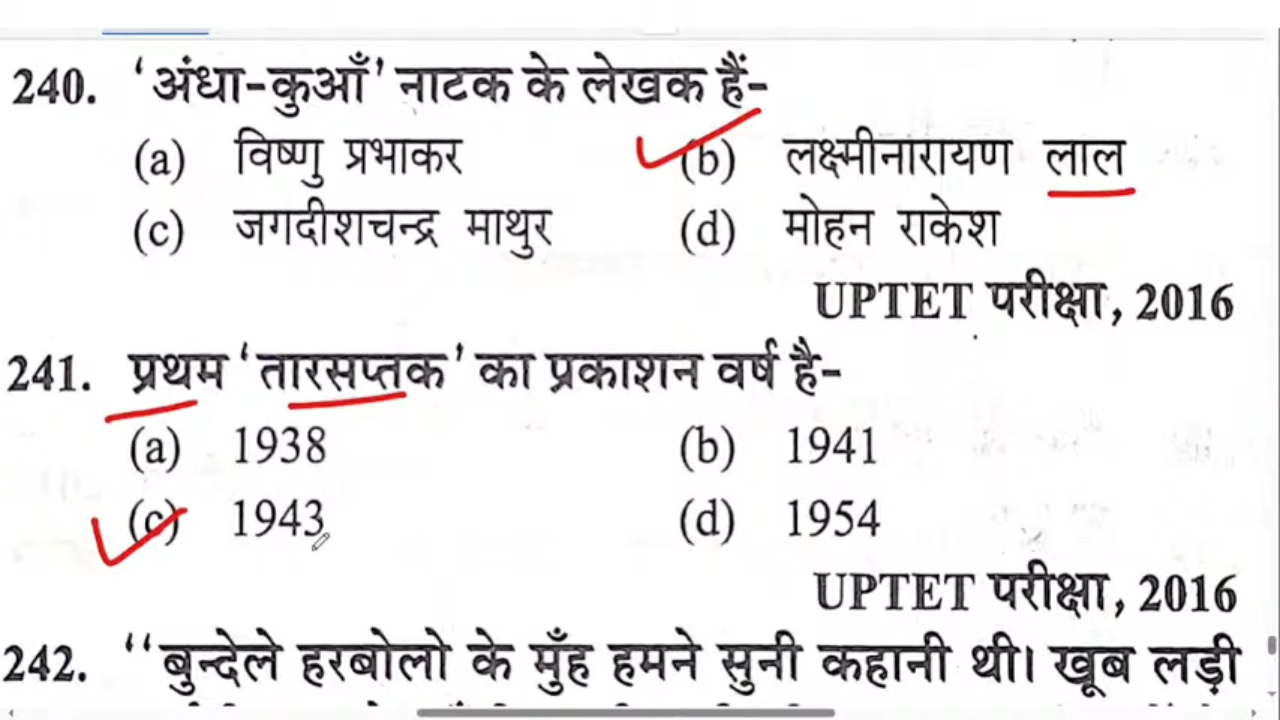 240. 'अंधा-कुआँ' नाटक के लेखक हैं-
(a) विष्णु प्रभाकर (b) लक्ष्मीनारायण लाल
(c) जगदीशचन्द्र माथुर (d) मोहन राकेश
UPTET परीक्षा, 2016
241. प्रथम 'तारसप्तक' का प्रकाशन वर्ष है-
(a) 1938 (b) 1941
(c) 1943 (d) 1954
UPTET परीक्षा, 2016
242. “बुन्देले हरबोलो के मुँह हमने सुनी कहानी थी। खूब लड़ी